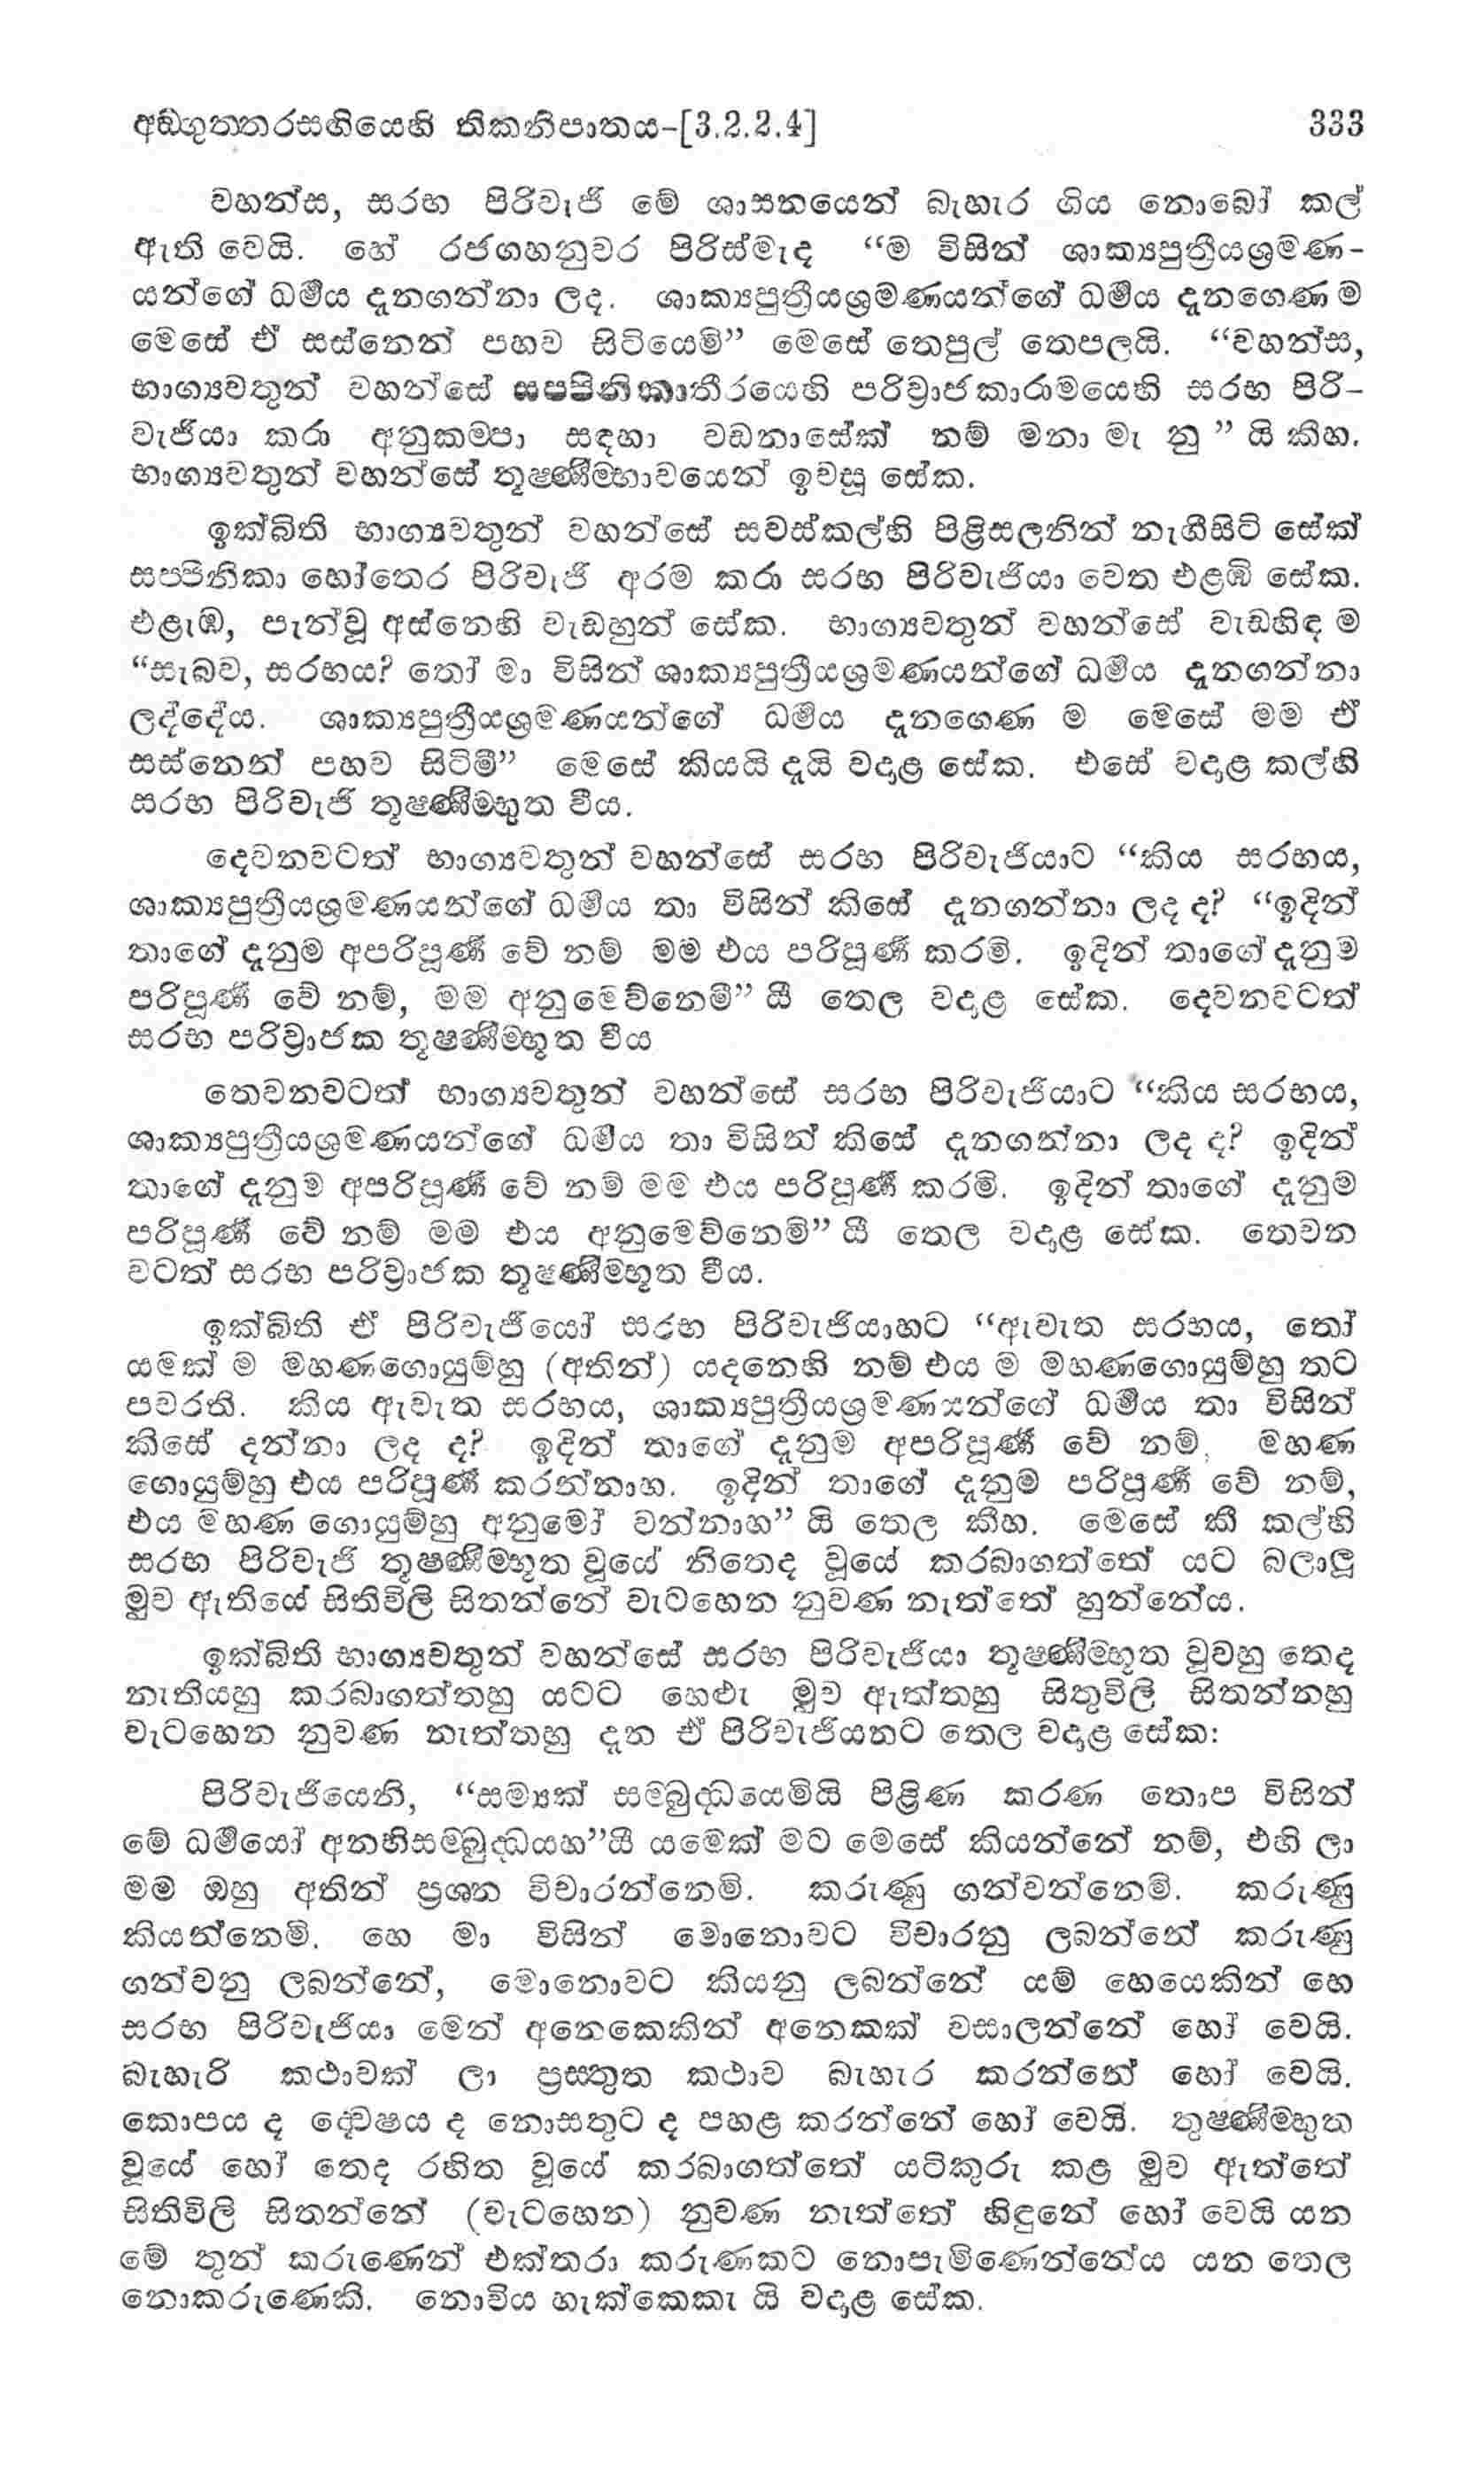 අඞ්ගුත්තරසඟියෙහි තිකනිපාතය-[3.2.2.4] 333
වහන්ස, සරභ පිරිවැජි මේ ශාසනයෙන් බැහැර ගිය නොබෝ කල්
ඇති වෙයි. හේ රජගහනුවර පිරිස්මැද “ම විසින් ශාක්‍යපුත්‍රීයශ්‍රමණ-
යන්ගේ ධර්‍මය දැනගන්නා ලද. ශාක්‍යපුත්‍රීයශ්‍රමණයන්ගේ ධර්‍මය දැනගෙණ ම
මෙසේ ඒ සස්නෙන් පහව සිටියෙමි” මෙසේ තෙපුල් තෙපලයි. “වහන්ස,
භාග්‍යවතුන් වහන්සේ සප්පිනිකාතීරයෙහි පරිව්‍රාජකාරාමයෙහි සරභ පිරි-
වැජියා කරා අනුකම්පා සඳහා වඩනාසේක් නම් මනා මැ නු” යි කීහ.
භාග්‍යවතුන් වහන්සේ තූෂ්ණීම්භාවයෙන් ඉවසූ සේක.
ඉක්බිති භාග්‍යවතුන් වහන්සේ සවස්කල්හි පිළිසලනින් නැගීසිටි සේක්
සප්පිනිකා හෝතෙර පිරිවැජි අරම කරා සරභ පිරිවැජියා වෙත එළඹි සේක.
එළැඹ, පැන්වූ අස්නෙහි වැඩහුන් සේක. භාග්‍යවතුන් වහන්සේ වැඩහිඳ ම
“සැබව, සරභය? තෝ මා විසින් ශාක්‍යපුත්‍රීයශ්‍රමණයන්ගේ ධර්‍මය දැනගන්නා
ලද්දේය. ශාක්‍යපුත්‍රීයශ්‍රමණයන්ගේ ධර්‍මය දැනගෙණ ම මෙසේ මම ඒ
සස්නෙන් පහව සිටිමී” මෙසේ කියයි දැයි වදාළ සේක. එසේ වදාළ කල්හි
සරභ පිරිවැජි තූෂ්ණීම්භූත වීය.
දෙවනවටත් භාග්‍යවතුන් වහන්සේ සරභ පිරිවැජියාට “කිය සරභය,
ශාක්‍යපුත්‍රීයශ්‍රමණයන්ගේ ධර්‍මය තා විසින් කිසේ දැනගන්නා ලද ද? “ඉදින්
තාගේ දැනුම අපරිපූර්‍ණ වේ නම් මම එය පරිපූර්‍ණ කරමි. ඉදින් තාගේ දැනුම
පරිපූර්‍ණ වේ නම්, මම අනුමෙව්නෙමි” යී තෙල වදාළ සේක. දෙවනවටත්
සරභ පරිව්‍රාජක තූෂ්ණීම්භූත වීය
තෙවනවටත් භාග්‍යවතුන් වහන්සේ සරභ පිරිවැජියාට “කිය සරභය,
ශාක්‍යපුත්‍රීයශ්‍රමණයන්ගේ ධර්‍මය තා විසින් කිසේ දැනගන්නා ලද ද? ඉදින්
තාගේ දැනුම අපරිපූර්‍ණ වේ නම් මම එය පරිපූර්‍ණ කරමි. ඉදින් තාගේ දැනුම
පරිපූර්‍ණ වේ නම් මම එය අනුමෙව්නෙමි” යී තෙල වදාළ සේක. තෙවන
වටත් සරභ පරිව්‍රාජක තූෂ්ණීම්භූත වීය.
ඉක්බිති ඒ පිරිවැජියෝ සරභ පිරිවැජියාහට “ඇවැත සරභය, තෝ
යමක් ම මහණගොයුම්හු (අතින්) යදනෙහි නම් එය ම මහණගොයුම්හු තට
පවරති. කිය ඇවැත සරභය, ශාක්‍යපුත්‍රීයශ්‍රමණයන්ගේ ධර්‍මය තා විසින්
කිසේ දන්නා ලද ද? ඉදින් තාගේ දැනුම අපරිපූර්‍ණ වේ නම්, මහණ
ගොයුම්හු එය පරිපූර්‍ණ කරන්නාහ. ඉදින් තාගේ දැනුම පරිපූර්‍ණ වේ නම්,
එය මහණ ගොයුම්හු අනුමෝ වන්නාහ” යි තෙල කීහ. මෙසේ කී කල්හි
සරභ පිරිවැජි තූෂ්ණීම්භූත වූයේ නිතෙද වූයේ කරබාගත්තේ යට බලාලූ
මුව ඇතියේ සිතිවිලි සිතන්නේ වැටහෙන නුවණ නැත්තේ හුන්නේය.
ඉක්බිති භාග්‍යවතුන් වහන්සේ සරභ පිරිවැජියා තූෂ්ණීම්භූත වූවහු තෙද
නැතියහු කරබාගත්තහු යටට හෙළූ මුව ඇත්තහු සිතුවිලි සිතන්නහු
වැටහෙන නුවණ නැත්තහු දැන ඒ පිරිවැජියනට තෙල වදාළ සේක:
පිරිවැජියෙනි, “සම්‍යක් සම්බුද්ධයෙමියි පිළිණ කරණ තොප විසින්
මේ ධර්‍මයෝ අනභිසම්බුද්ධයහ”යී යමෙක් මට මෙසේ කියන්නේ නම්, එහි ලා
මම ඔහු අතින් ප්‍රශ්න විචාරන්නෙමි. කරුණු ගන්වන්නෙමි. කරුණු
කියන්නෙමි. හෙ මා විසින් මොනොවට විචාරනු ලබන්නේ කරුණු
ගන්වනු ලබන්නේ, මොනොවට කියනු ලබන්නේ යම් හෙයෙකින් හෙ
සරභ පිරිවැජියා මෙන් අනෙකෙකින් අනෙකක් වසාලන්නේ හෝ වෙයි.
බැහැරි කථාවක් ලා ප්‍රස්තුත කථාව බැහැර කරන්නේ හෝ වෙයි.
කොපය ද ද්වේෂය ද නොසතුට ද පහළ කරන්නේ හෝ වෙයි. තුෂ්ණීම්භුත
වූයේ හෝ තෙද රහිත වූයේ කරබාගත්තේ යටිකුරු කළ මුව ඇත්තේ
සිතිවිලි සිතන්නේ (වැටහෙන) නුවණ නැත්තේ හිඳුනේ හෝ වෙයි යන
මේ තුන් කරුණෙන් එක්තරා කරුණකට නොපැමිණෙන්නේය යන තෙල
නොකරුණෙකි. නොවිය හැක්කෙකැ යි වදාළ සේක.